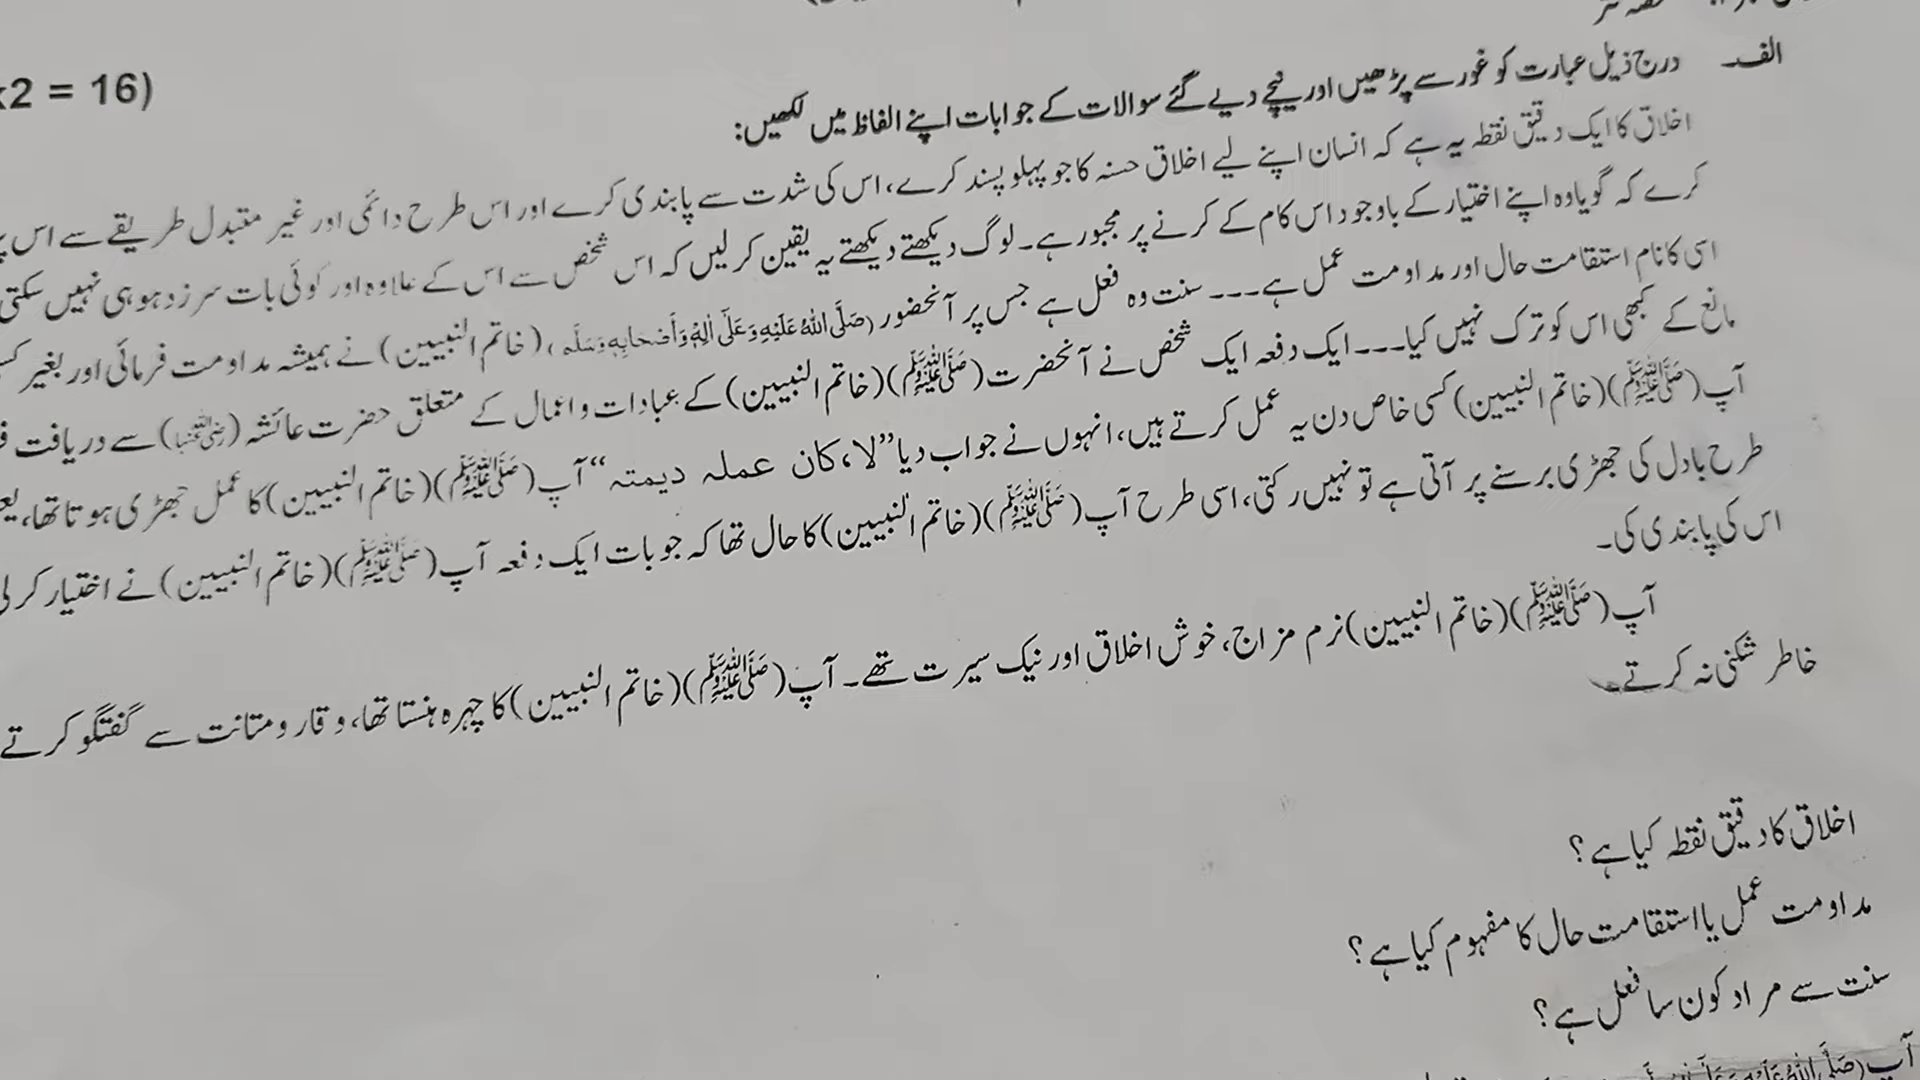 x2 = 16)
الف۔ درج ذیل عبارت کو غور سے پڑھیں اور نیچے دیے گئے سوالات کے جوابات اپنے الفاظ میں لکھیں:
اخلاق کا ایک دقیق نقطہ یہ ہے کہ انسان اپنے لیے اخلاق حسنہ کا جو پہلو پسند کرے، اس کی شدت سے پابندی کرے اور اس طرح دائمی اور غیر متبدل طریقے سے اس پر
کرے کہ گویا وہ اپنے اختیار کے باوجود اس کام کے کرنے پر مجبور ہے۔ لوگ دیکھتے دیکھتے یہ یقین کر لیں کہ اس شخص سے اس کے علاوہ اور کوئی بات سرزد ہو ہی نہیں سکتی
اسی کا نام استقامت حال اور مداومت عمل ہے۔۔۔۔ سنت وہ فعل ہے جس پر آنحضور (صَلَّى اللهُ عَلَيْهِ وَعَلَى آلِهِ وَأَصْحَابِهِ وَسَلَّم)، (خاتم النبیین) نے ہمیشہ مداومت فرمائی اور بغیر
مانع کے کبھی اس کو ترک نہیں کیا۔۔۔۔ ایک دفعہ ایک شخص نے آنحضرت (ﷺ)(خاتم النبیین) کے عبادات و اعمال کے متعلق حضرت عائشہ (رضی اللہ عنہا) سے دریافت
آپ (ﷺ)(خاتم النبیین) کسی خاص دن یہ عمل کرتے ہیں، انہوں نے جواب دیا ”لا، کان عملہ دیمتہ“ آپ (ﷺ)(خاتم النبیین) کا عمل جھڑی ہوتا تھا،
طرح بادل کی جھڑی برسنے پر آتی ہے تو نہیں رکتی، اسی طرح آپ (ﷺ)(خاتم النبیین) کا حال تھا کہ جو بات ایک دفعہ آپ (ﷺ)(خاتم النبیین) نے اختیار کر لی
اس کی پابندی کی۔
آپ (ﷺ)(خاتم النبیین) نرم مزاج، خوش اخلاق اور نیک سیرت تھے۔ آپ (ﷺ)(خاتم النبیین) کا چہرہ ہنستا تھا، وقار و متانت سے گفتگو کرتے
خاطر شکنی نہ کرتے۔
اخلاق کا دقیق نقطہ کیا ہے؟
مداومت عمل یا استقامت حال کا مفہوم کیا ہے؟
سنت سے مراد کون سا فعل ہے؟
آپ